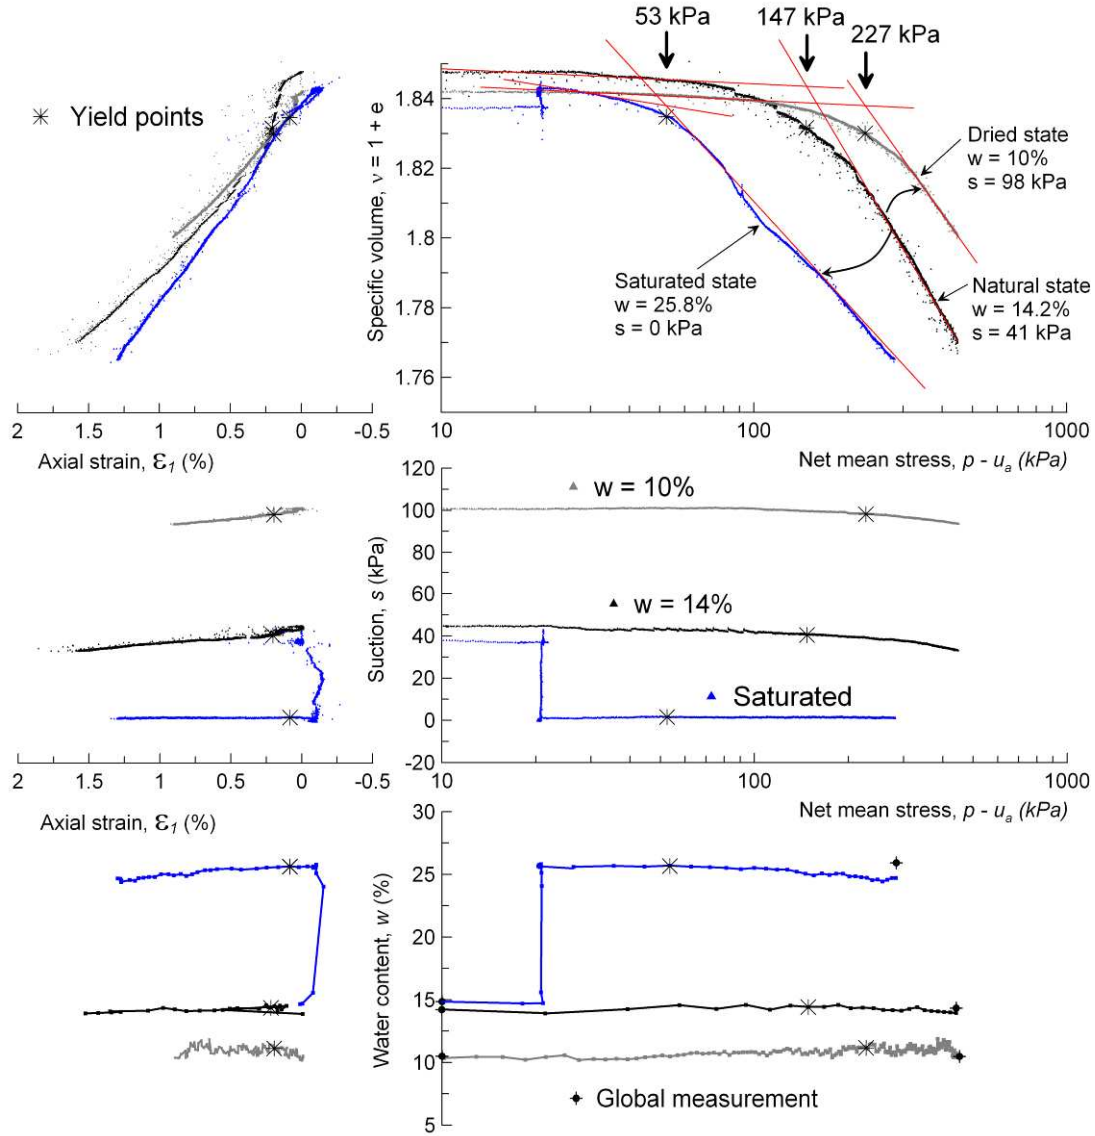 53 kPa
147 kPa
227 kPa
Yield points
Specific volume, ν = 1 + e
1.84
1.82
1.8
1.78
1.76
Dried state
w = 10%
s = 98 kPa
Saturated state
w = 25.8%
s = 0 kPa
Natural state
w = 14.2%
s = 41 kPa
2 1.5 1 0.5 0 -0.5
10 100 1000
Axial strain, ε1 (%)
Net mean stress, p - ua (kPa)
Suction, s (kPa)
120
100
80
60
40
20
0
-20
w = 10%
w = 14%
Saturated
2 1.5 1 0.5 0 -0.5
10 100 1000
Axial strain, ε1 (%)
Net mean stress, p - ua (kPa)
Water content, w (%)
30
25
20
15
10
5
Global measurement